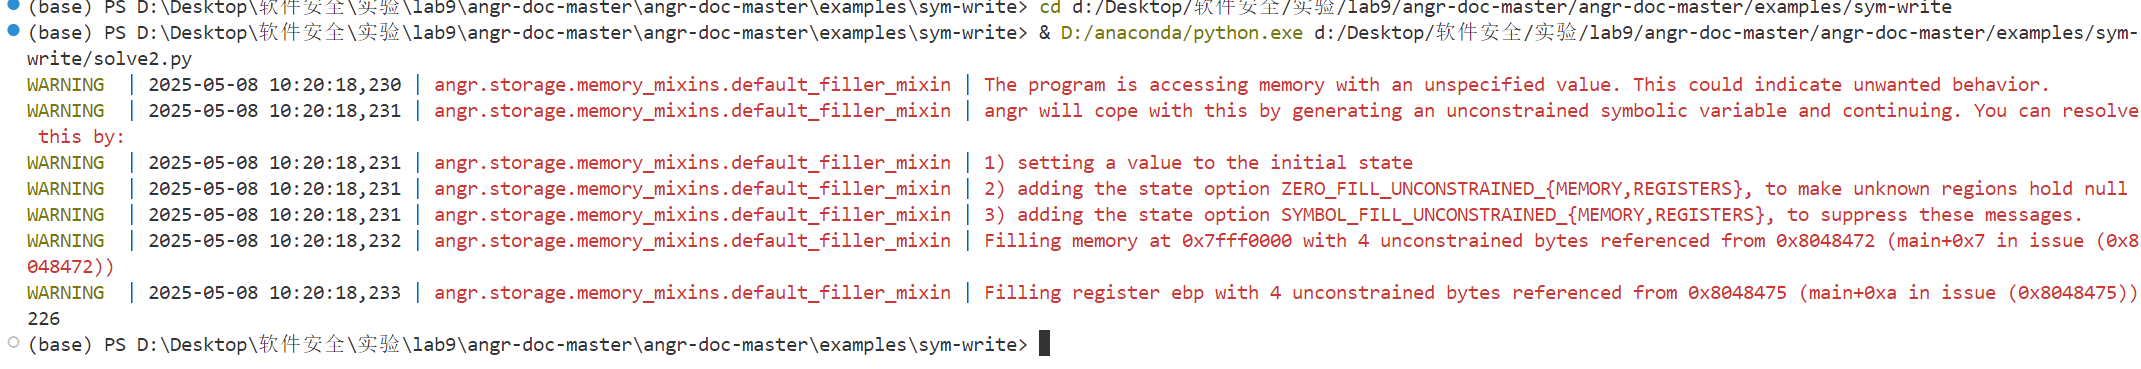 (base) PS D:\Desktop\软件安全\实验\lab9\angr-doc-master\angr-doc-master\examples\sym-write> cd d:/Desktop/软件安全/实验/lab9/angr-doc-master/angr-doc-master/examples/sym-write
(base) PS D:\Desktop\软件安全\实验\lab9\angr-doc-master\angr-doc-master\examples\sym-write> & D:/anaconda/python.exe d:/Desktop/软件安全/实验/lab9/angr-doc-master/angr-doc-master/examples/sym-
write/solve2.py
WARNING  | 2025-05-08 10:20:18,230 | angr.storage.memory_mixins.default_filler_mixin | The program is accessing memory with an unspecified value. This could indicate unwanted behavior.
WARNING  | 2025-05-08 10:20:18,231 | angr.storage.memory_mixins.default_filler_mixin | angr will cope with this by generating an unconstrained symbolic variable and continuing. You can resolve
 this by:
WARNING  | 2025-05-08 10:20:18,231 | angr.storage.memory_mixins.default_filler_mixin | 1) setting a value to the initial state
WARNING  | 2025-05-08 10:20:18,231 | angr.storage.memory_mixins.default_filler_mixin | 2) adding the state option ZERO_FILL_UNCONSTRAINED_{MEMORY,REGISTERS}, to make unknown regions hold null
WARNING  | 2025-05-08 10:20:18,231 | angr.storage.memory_mixins.default_filler_mixin | 3) adding the state option SYMBOL_FILL_UNCONSTRAINED_{MEMORY,REGISTERS}, to suppress these messages.
WARNING  | 2025-05-08 10:20:18,232 | angr.storage.memory_mixins.default_filler_mixin | Filling memory at 0x7fff0000 with 4 unconstrained bytes referenced from 0x8048472 (main+0x7 in issue (0x8
048472))
WARNING  | 2025-05-08 10:20:18,233 | angr.storage.memory_mixins.default_filler_mixin | Filling register ebp with 4 unconstrained bytes referenced from 0x8048475 (main+0xa in issue (0x8048475))
226
(base) PS D:\Desktop\软件安全\实验\lab9\angr-doc-master\angr-doc-master\examples\sym-write>